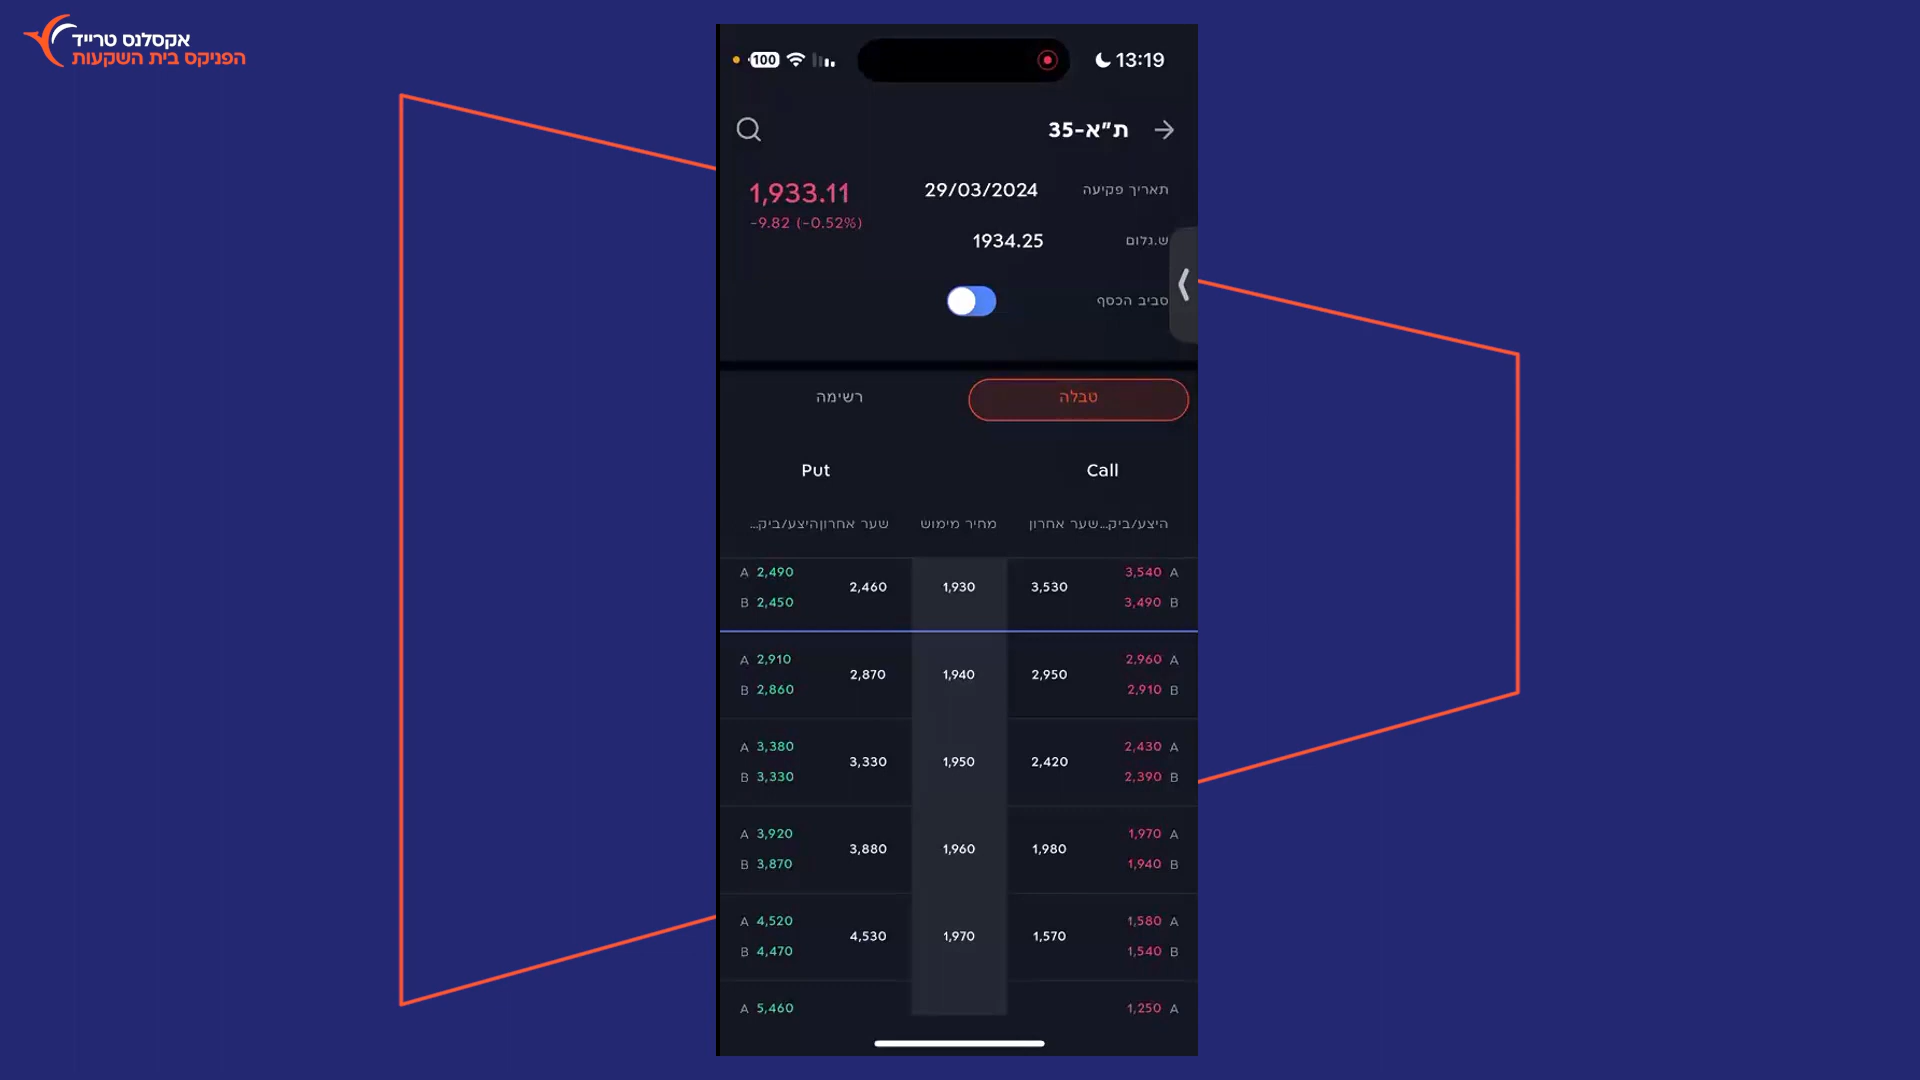 אקסלנס טרייד
הפניקס בית השקעות
100
13:19
ת"א-35
תאריך פקיעה 29/03/2024 1,933.11
-9.82 (-0.52%)
ש.גלום 1934.25
סביב הכסף
טבלה רשימה
Call Put
היצע/ביק... שער אחרון מחיר מימוש שער אחרון היצע/ביק...
A 3,540 A 2,490
3,530 1,930 2,460
B 3,490 B 2,450
A 2,960 A 2,910
2,950 1,940 2,870
B 2,910 B 2,860
A 2,430 A 3,380
2,420 1,950 3,330
B 2,390 B 3,330
A 1,970 A 3,920
1,980 1,960 3,880
B 1,940 B 3,870
A 1,580 A 4,520
1,570 1,970 4,530
B 1,540 B 4,470
A 1,250 A 5,460